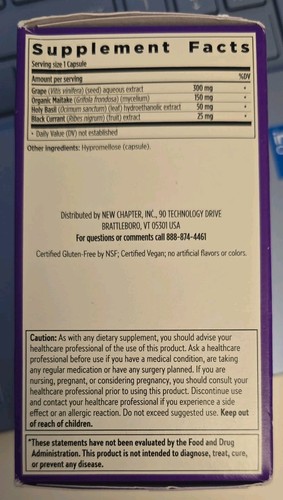 Supplement Facts
Serving size 1 Capsule
Amount per serving %DV
Grape (Vitis vinifera) (seed) aqueous extract 300 mg *
Organic Maitake (Grifola frondosa) (mycelium) 150 mg *
Holy Basil (Ocimum sanctum) (leaf) hydroethanolic extract 50 mg *
Black Currant (Ribes nigrum) (fruit) extract 25 mg *
* Daily Value (DV) not established
Other ingredients: Hypromellose (capsule).
Distributed by NEW CHAPTER, INC., 90 TECHNOLOGY DRIVE
BRATTLEBORO, VT 05301 USA
For questions or comments call 888-874-4461
Certified Gluten-Free by NSF; Certified Vegan; no artificial flavors or colors.
Caution: As with any dietary supplement, you should advise your
healthcare professional of the use of this product. Ask a healthcare
professional before use if you have a medical condition, are taking
any regular medication or have any surgery planned. If you are
nursing, pregnant, or considering pregnancy, you should consult your
healthcare professional prior to using this product. Discontinue use
and contact your healthcare professional if you experience a side
effect or an allergic reaction. Do not exceed suggested use. Keep out
of reach of children.
*These statements have not been evaluated by the Food and Drug
Administration. This product is not intended to diagnose, treat, cure,
or prevent any disease.